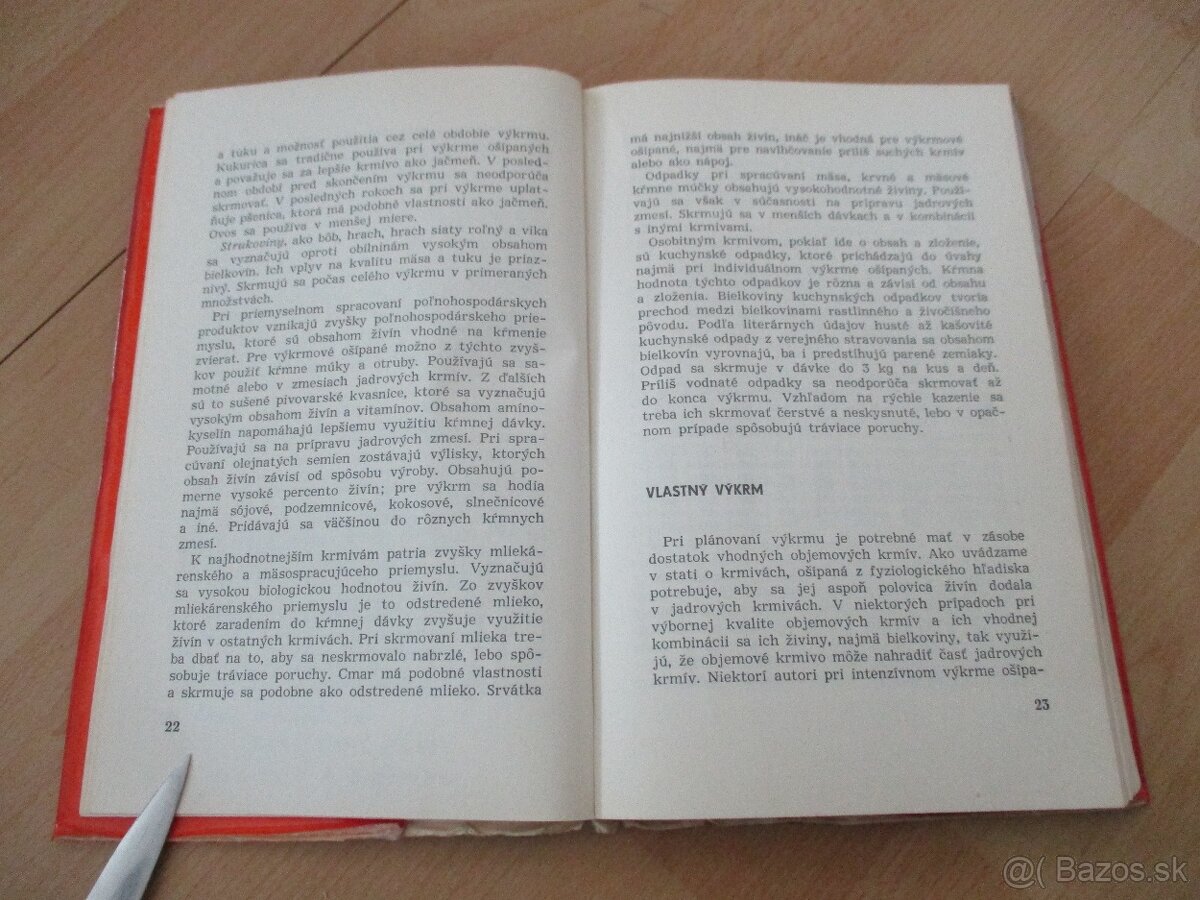 a tuku a možnosť použitia cez celé obdobie výkrmu.
Kukurica sa tradične používa pri výkrme ošípaných
a považuje sa za lepšie krmivo ako jačmeň. V posled-
nom období pred skončením výkrmu sa neodporúča
skrmovať. V posledných rokoch sa pri výkrme uplat-
ňuje pšenica, ktorá má podobné vlastnosti ako jačmeň.
Ovos sa používa v menšej miere.
Strukoviny, ako bôb, hrach, hrach siaty roľný a vika
sa vyznačujú oproti obilninám vysokým obsahom
bielkovín. Ich vplyv na kvalitu mäsa a tuku je priaz-
nivý. Skrmujú sa počas celého výkrmu v primeraných
množstvách.
Pri priemyselnom spracovaní poľnohospodárskych
produktov vznikajú zvyšky poľnohospodárskeho prie-
myslu, ktoré sú obsahom živín vhodné na kŕmenie
zvierat. Pre výkrmové ošípané možno z týchto zvyš-
kov použiť kŕmne múky a otruby. Používajú sa sa-
motné alebo v zmesiach jadrových krmív. Z ďalších
sú to sušené pivovarské kvasnice, ktoré sa vyznačujú
vysokým obsahom živín a vitamínov. Obsahom amino-
kyselín napomáhajú lepšiemu využitiu kŕmnej dávky.
Používajú sa na prípravu jadrových zmesí. Pri spra-
cúvaní olejnatých semien zostávajú výlisky, ktorých
obsah živín závisí od spôsobu výroby. Obsahujú po-
merne vysoké percento živín; pre výkrm sa hodia
najmä sójové, podzemnicové, kokosové, slnečnicové
a iné. Pridávajú sa väčšinou do rôznych kŕmnych
zmesí.
K najhodnotnejším krmivám patria zvyšky mlieká-
renského a mäsospracujúceho priemyslu. Vyznačujú
sa vysokou biologickou hodnotou živín. Zo zvyškov
mliekárenského priemyslu je to odstredené mlieko,
ktoré zaradením do kŕmnej dávky zvyšuje využitie
živín v ostatných krmivách. Pri skrmovaní mlieka tre-
ba dbať na to, aby sa neskrmovalo nabrzlé, lebo spô-
sobuje tráviace poruchy. Cmar má podobné vlastnosti
a skrmuje sa podobne ako odstredené mlieko. Srvátka
22
má najnižší obsah živín, ináč je vhodná pre výkrmové
ošípané, najmä pri navlhčovanie príliš suchých krmív
alebo ako nápoj.
Odpadky pri spracúvaní mäsa, krvné a mäsové
kŕmne múčky obsahujú vysokohodnotné živiny. Použí-
vajú sa však v súčasnosti na prípravu jadrových
zmesí. Skrmujú sa v menších dávkach a v kombinácii
s inými krmivami.
Osobitným krmivom, pokiaľ ide o obsah a zloženie,
sú kuchynské odpadky, ktoré prichádzajú do úvahy
najmä pri individuálnom výkrme ošípaných. Kŕmna
hodnota týchto odpadkov je rôzna a závisí od obsahu
a zloženia. Bielkoviny kuchynských odpadkov tvoria
prechod medzi bielkovinami rastlinného a živočíšneho
pôvodu. Podľa literárnych údajov husté až kašovité
kuchynské odpady z verejného stravovania sa obsahom
bielkovín vyrovnajú, ba i predstihujú parené zemiaky.
Odpad sa skrmuje v dávke do 3 kg na kus a deň.
Príliš vodnaté odpadky sa neodporúča skrmovať až
do konca výkrmu. Vzhľadom na rýchle kazenie sa
treba ich skrmovať čerstvé a neskysnuté, lebo v opač-
nom prípade spôsobujú tráviace poruchy.
VLASTNÝ VÝKRM
Pri plánovaní výkrmu je potrebné mať v zásobe
dostatok vhodných objemových krmív. Ako uvádzame
v stati o krmivách, ošípaná z fyziologického hľadiska
potrebuje, aby sa jej aspoň polovica živín dodala
v jadrových krmivách. V niektorých prípadoch pri
výbornej kvalite objemových krmív a ich vhodnej
kombinácii sa ich živiny, najmä bielkoviny, tak využi-
jú, že objemové krmivo môže nahradiť časť jadrových
krmív. Niektorí autori pri intenzívnom výkrme ošípa-
23
@( Bazos.sk